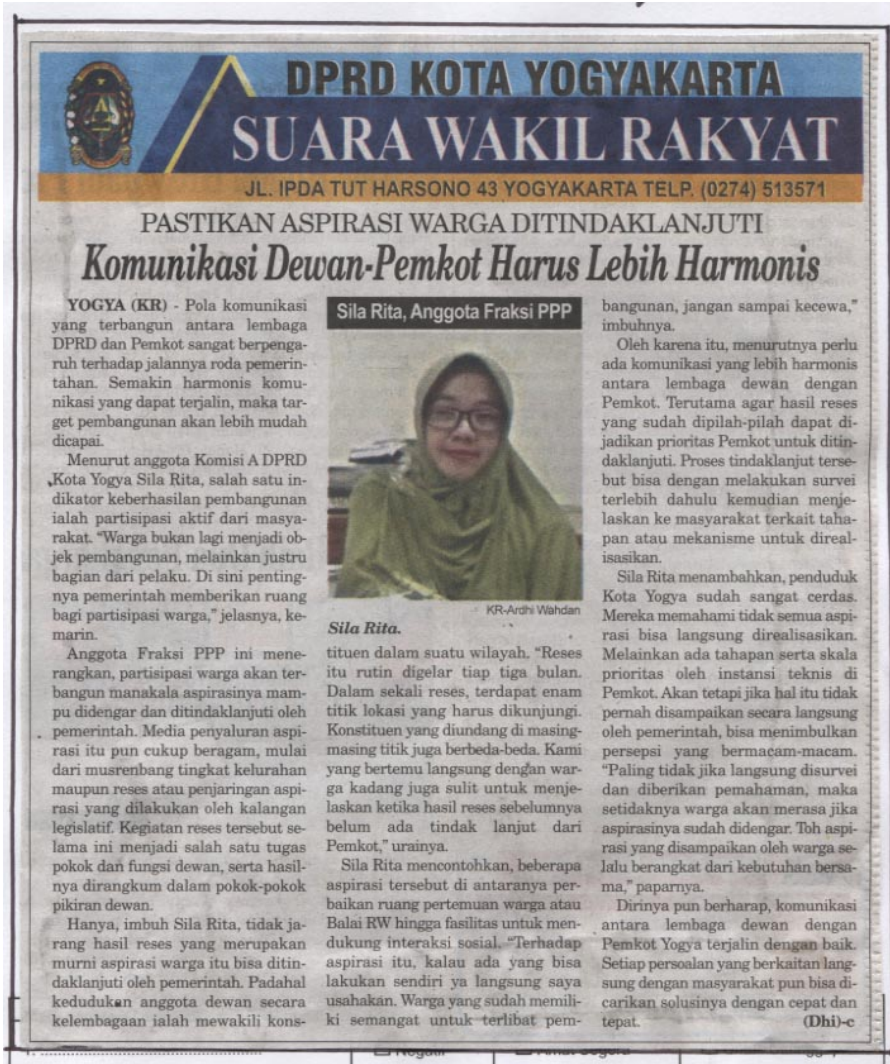 DPRD KOTA YOGYAKARTA
SUARA WAKIL RAKYAT
JL. IPDA TUT HARSONO 43 YOGYAKARTA TELP. (0274) 513571
PASTIKAN ASPIRASI WARGA DITINDAKLANJUTI
Komunikasi Dewan-Pemkot Harus Lebih Harmonis
YOGYA (KR) - Pola komunikasi
yang terbangun antara lembaga
DPRD dan Pemkot sangat berpenga-
ruh terhadap jalannya roda pemerin-
tahan. Semakin harmonis komu-
nikasi yang dapat terjalin, maka tar-
get pembangunan akan lebih mudah
dicapai.
Menurut anggota Komisi A DPRD
Kota Yogya Sila Rita, salah satu in-
dikator keberhasilan pembangunan
ialah partisipasi aktif dari masya-
rakat. “Warga bukan lagi menjadi ob-
jek pembangunan, melainkan justru
bagian dari pelaku. Di sini penting-
nya pemerintah memberikan ruang
bagi partisipasi warga,” jelasnya, ke-
marin.
Anggota Fraksi PPP ini mene-
rangkan, partisipasi warga akan ter-
bangun manakala aspirasinya mam-
pu didengar dan ditindaklanjuti oleh
pemerintah. Media penyaluran aspi-
rasi itu pun cukup beragam, mulai
dari musrenbang tingkat kelurahan
maupun reses atau penjaringan aspi-
rasi yang dilakukan oleh kalangan
legislatif. Kegiatan reses tersebut se-
lama ini menjadi salah satu tugas
pokok dan fungsi dewan, serta hasil-
nya dirangkum dalam pokok-pokok
pikiran dewan.
Hanya, imbuh Sila Rita, tidak ja-
rang hasil reses yang merupakan
murni aspirasi warga itu bisa ditin-
daklanjuti oleh pemerintah. Padahal
kedudukan anggota dewan secara
kelembagaan ialah mewakili kons-
Sila Rita, Anggota Fraksi PPP
KR-Ardhi Wahdan
Sila Rita.
tituen dalam suatu wilayah. “Reses
itu rutin digelar tiap tiga bulan.
Dalam sekali reses, terdapat enam
titik lokasi yang harus dikunjungi.
Konstituen yang diundang di masing-
masing titik juga berbeda-beda. Kami
yang bertemu langsung dengan war-
ga kadang juga sulit untuk menje-
laskan ketika hasil reses sebelumnya
belum ada tindak lanjut dari
Pemkot,” urainya.
Sila Rita mencontohkan, beberapa
aspirasi tersebut di antaranya per-
baikan ruang pertemuan warga atau
Balai RW hingga fasilitas untuk men-
dukung interaksi sosial. “Terhadap
aspirasi itu, kalau ada yang bisa
lakukan sendiri ya langsung saya
usahakan. Warga yang sudah memili-
ki semangat untuk terlibat pem-
bangunan, jangan sampai kecewa,”
imbuhnya.
Oleh karena itu, menurutnya perlu
ada komunikasi yang lebih harmonis
antara lembaga dewan dengan
Pemkot. Terutama agar hasil reses
yang sudah dipilah-pilah dapat di-
jadikan prioritas Pemkot untuk ditin-
daklanjuti. Proses tindaklanjut terse-
but bisa dengan melakukan survei
terlebih dahulu kemudian menje-
laskan ke masyarakat terkait taha-
pan atau mekanisme untuk direal-
isasikan.
Sila Rita menambahkan, penduduk
Kota Yogya sudah sangat cerdas.
Mereka memahami tidak semua aspi-
rasi bisa langsung direalisasikan.
Melainkan ada tahapan serta skala
prioritas oleh instansi teknis di
Pemkot. Akan tetapi jika hal itu tidak
pernah disampaikan secara langsung
oleh pemerintah, bisa menimbulkan
persepsi yang bermacam-macam.
“Paling tidak jika langsung disurvei
dan diberikan pemahaman, maka
setidaknya warga akan merasa jika
aspirasinya sudah didengar. Toh aspi-
rasi yang disampaikan oleh warga se-
lalu berangkat dari kebutuhan bersa-
ma,” paparnya.
Dirinya pun berharap, komunikasi
antara lembaga dewan dengan
Pemkot Yogya terjalin dengan baik.
Setiap persoalan yang berkaitan lang-
sung dengan masyarakat pun bisa di-
carikan solusinya dengan cepat dan
tepat. (Dhi)-c